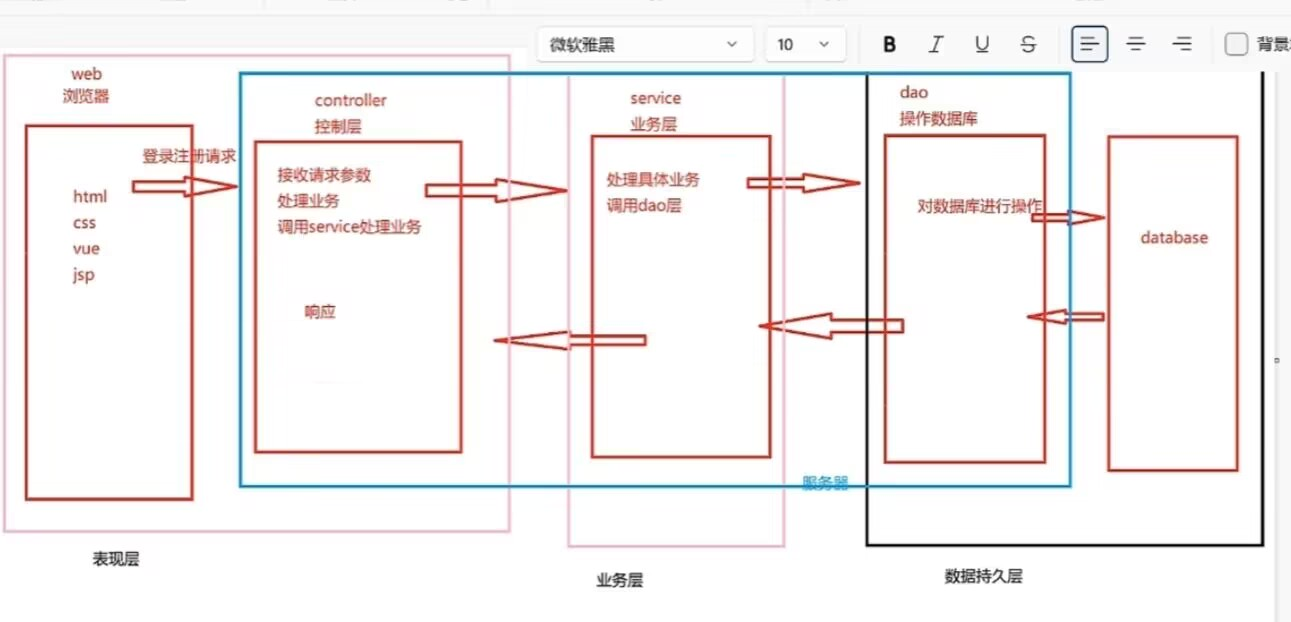 微软雅黑
10
B
I
U
S
背景
web
浏览器
登录注册请求
html
css
vue
jsp
controller
控制层
接收请求参数
处理业务
调用service处理业务
响应
service
业务层
处理具体业务
调用dao层
dao
操作数据库
对数据库进行操作
database
服务器
表现层
业务层
数据持久层